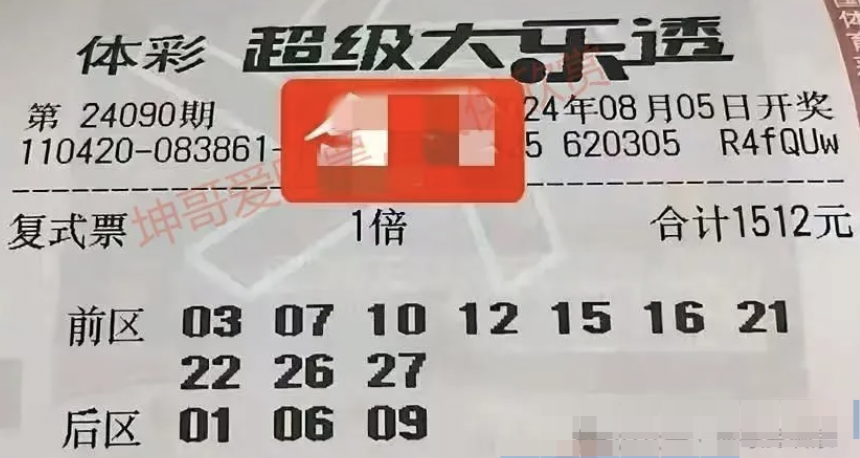 体彩 超级大乐透
第 24090期 24年08月05日开奖
110420-083861- 5 620305 R4fQUw
复式票 1倍 合计1512元
前区 03 07 10 12 15 16 21
22 26 27
后区 01 06 09
坤哥爱
欣赏